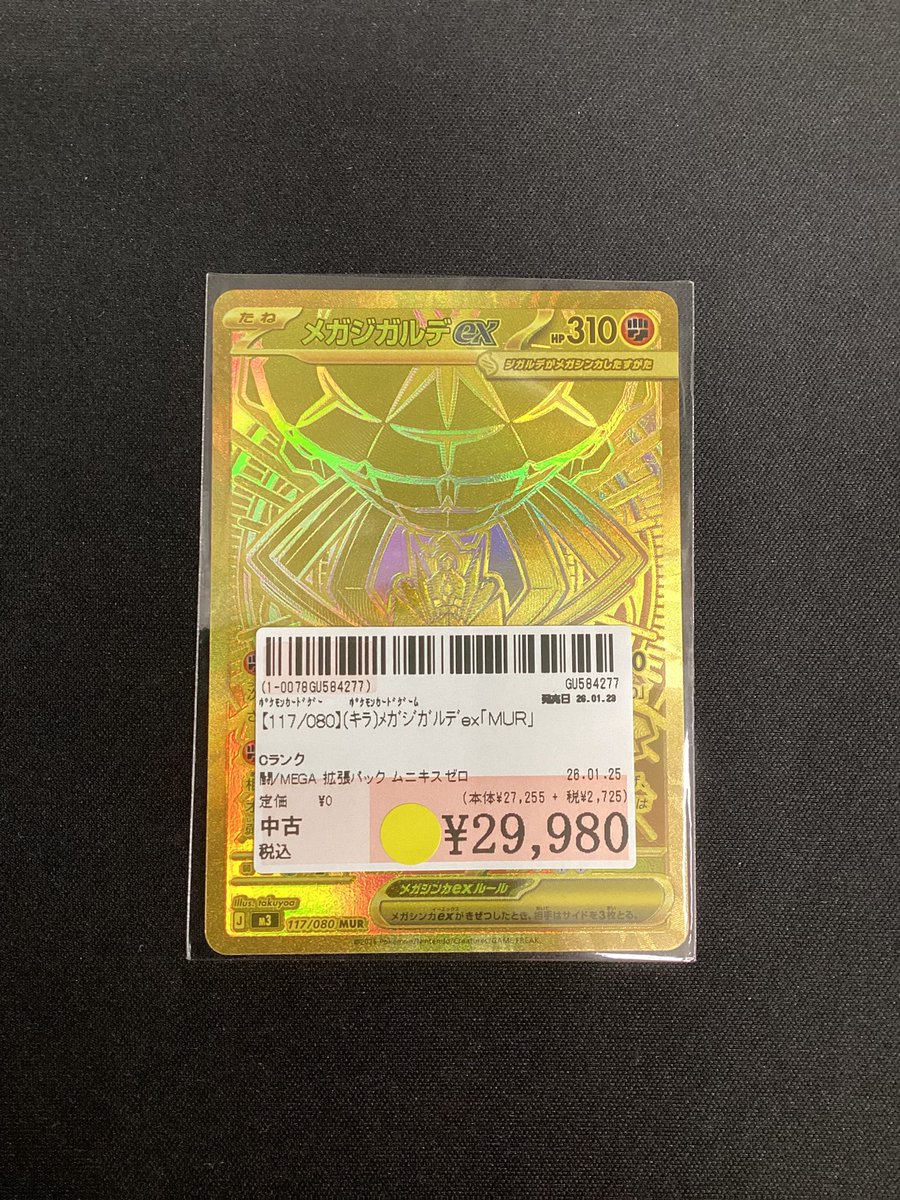 たね
メガジガルデex
HP310
ジガルデがメガシンカしたすがた
(1-0078GU584277)
GU584277
ﾎﾟｹﾓﾝｶｰﾄﾞｹﾞｰ ﾎﾟｹﾓﾝｶｰﾄﾞｹﾞｰﾑ
発売日 26.01.23
【117/080】(キラ)ﾒｶﾞｼﾞｶﾞﾙﾃﾞex｢MUR｣
Cランク
/MEGA 拡張パック ムニキスゼロ
26.01.25
定価 ¥0
(本体¥27,255 + 税¥2,725)
中古
税込
¥29,980
メガシンカexルール
メガシンカexがきぜつしたとき、相手はサイドを3枚とる。
Illus. takuyoa
J m3 117/080 MUR
©2026 Pokémon/Nintendo/Creatures/GAME FREAK.